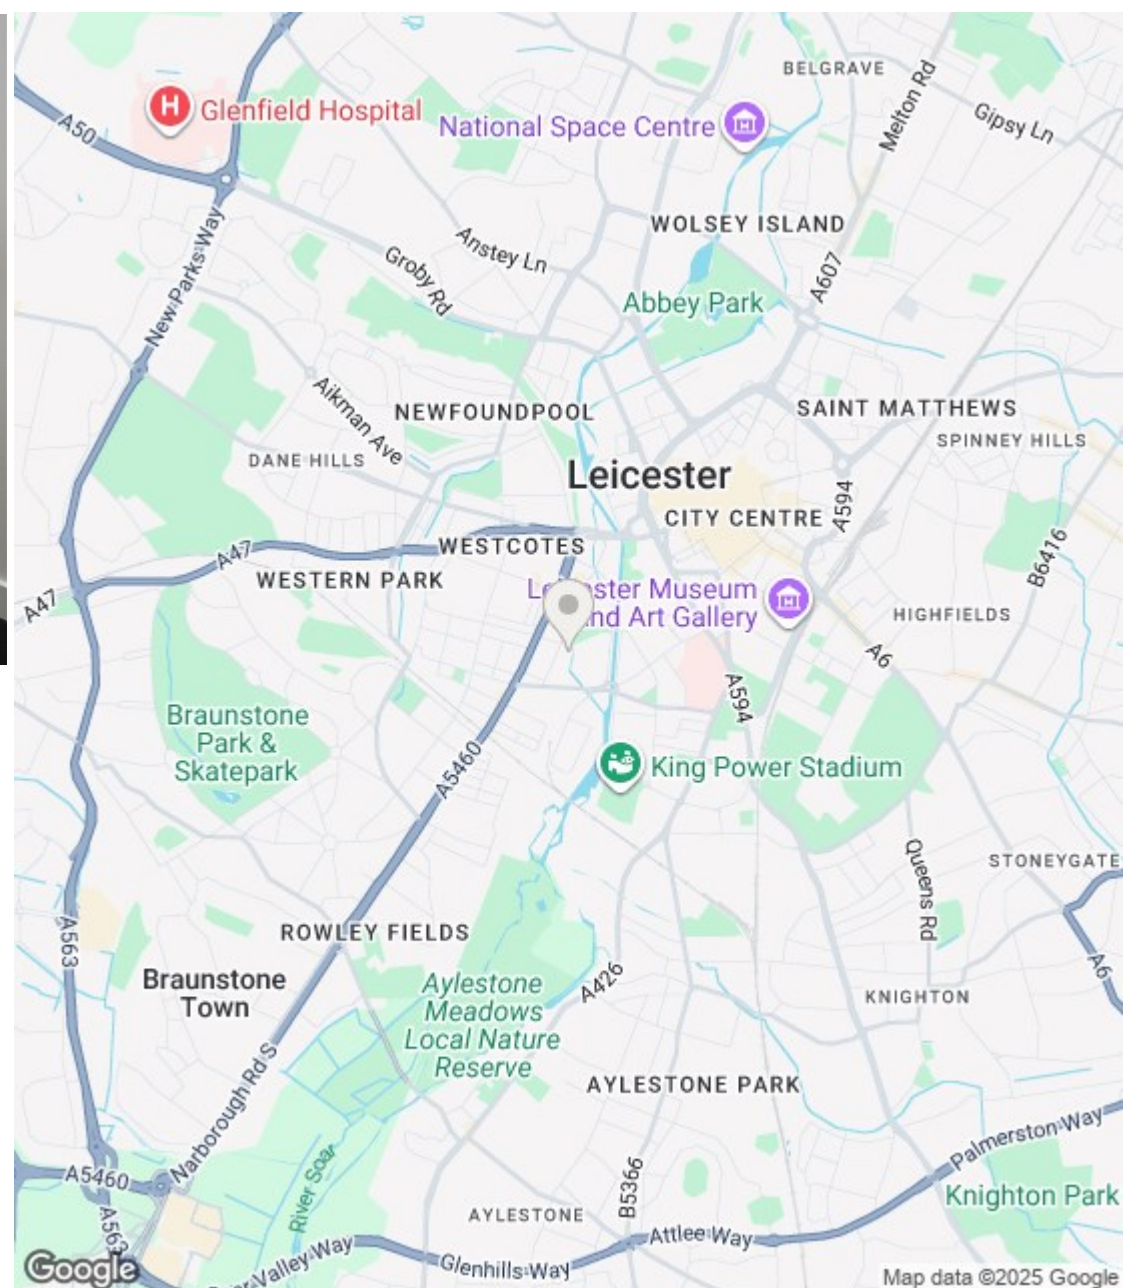 BELGRAVE
Melton Rd
Gipsy Ln
Glenfield Hospital
National Space Centre
A50
WOLSEY ISLAND
Anstey Ln
Groby Rd
New Parks Way
A607
Abbey Park
Aikman Ave
NEWFOUNDPOOL
SAINT MATTHEWS
SPINNEY HILLS
DANE HILLS
Leicester
A594
CITY CENTRE
WESTCOTES
A47
WESTERN PARK
B6416
A47
Leicester Museum
and Art Gallery
HIGHFIELDS
A6
A594
Braunstone
Park &
Skatepark
A5460
King Power Stadium
Queens Rd
STONEYGATE
A563
ROWLEY FIELDS
A6
Braunstone
Town
Aylestone
Meadows
Local Nature
Reserve
A426
KNIGHTON
Narborough Rd S
AYLESTONE PARK
Palmerston Way
A5460
River Soar
B5366
Knighton Park
AYLESTONE
A563
Attlee Way
Valley Way
Glenhills Way
Google
Map data ©2025 Google